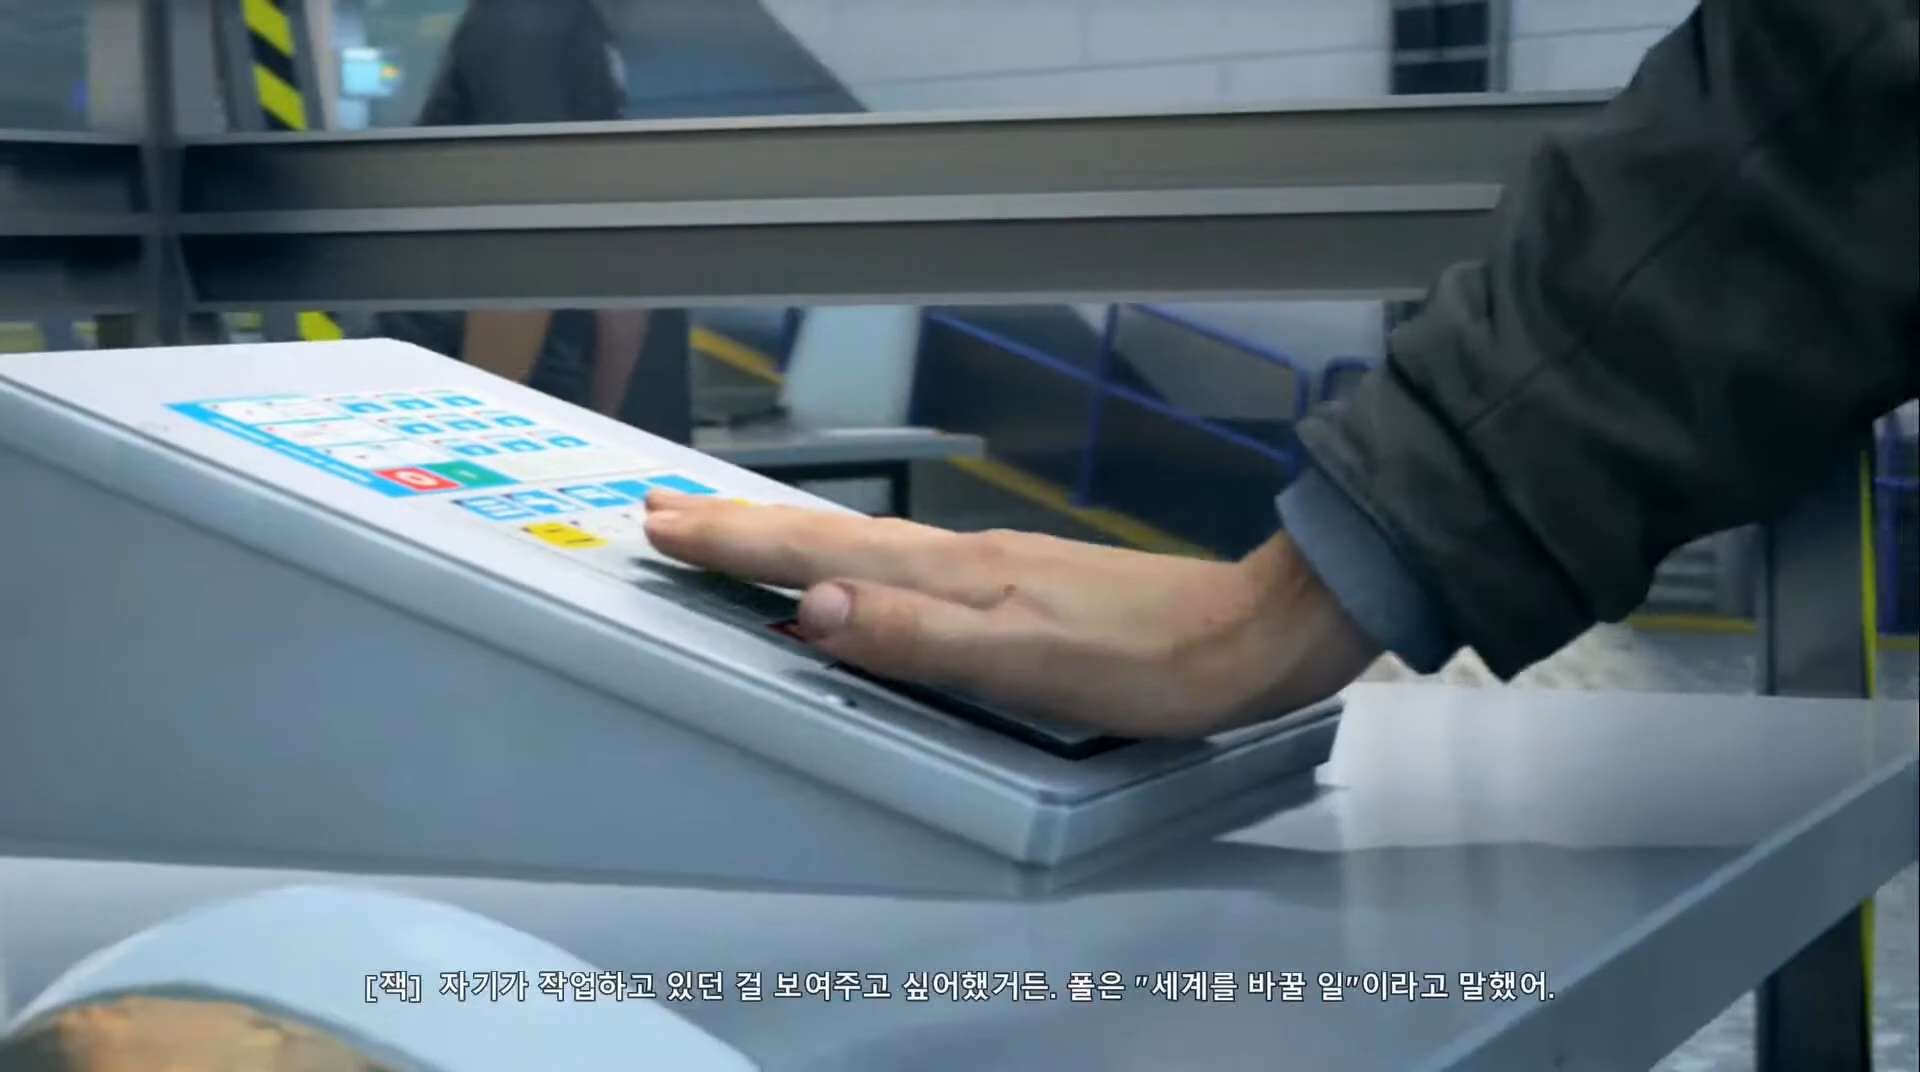 [잭] 자기가 작업하고 있던 걸 보여주고 싶어했거든. 폴은 "세계를 바꿀 일"이라고 말했어.